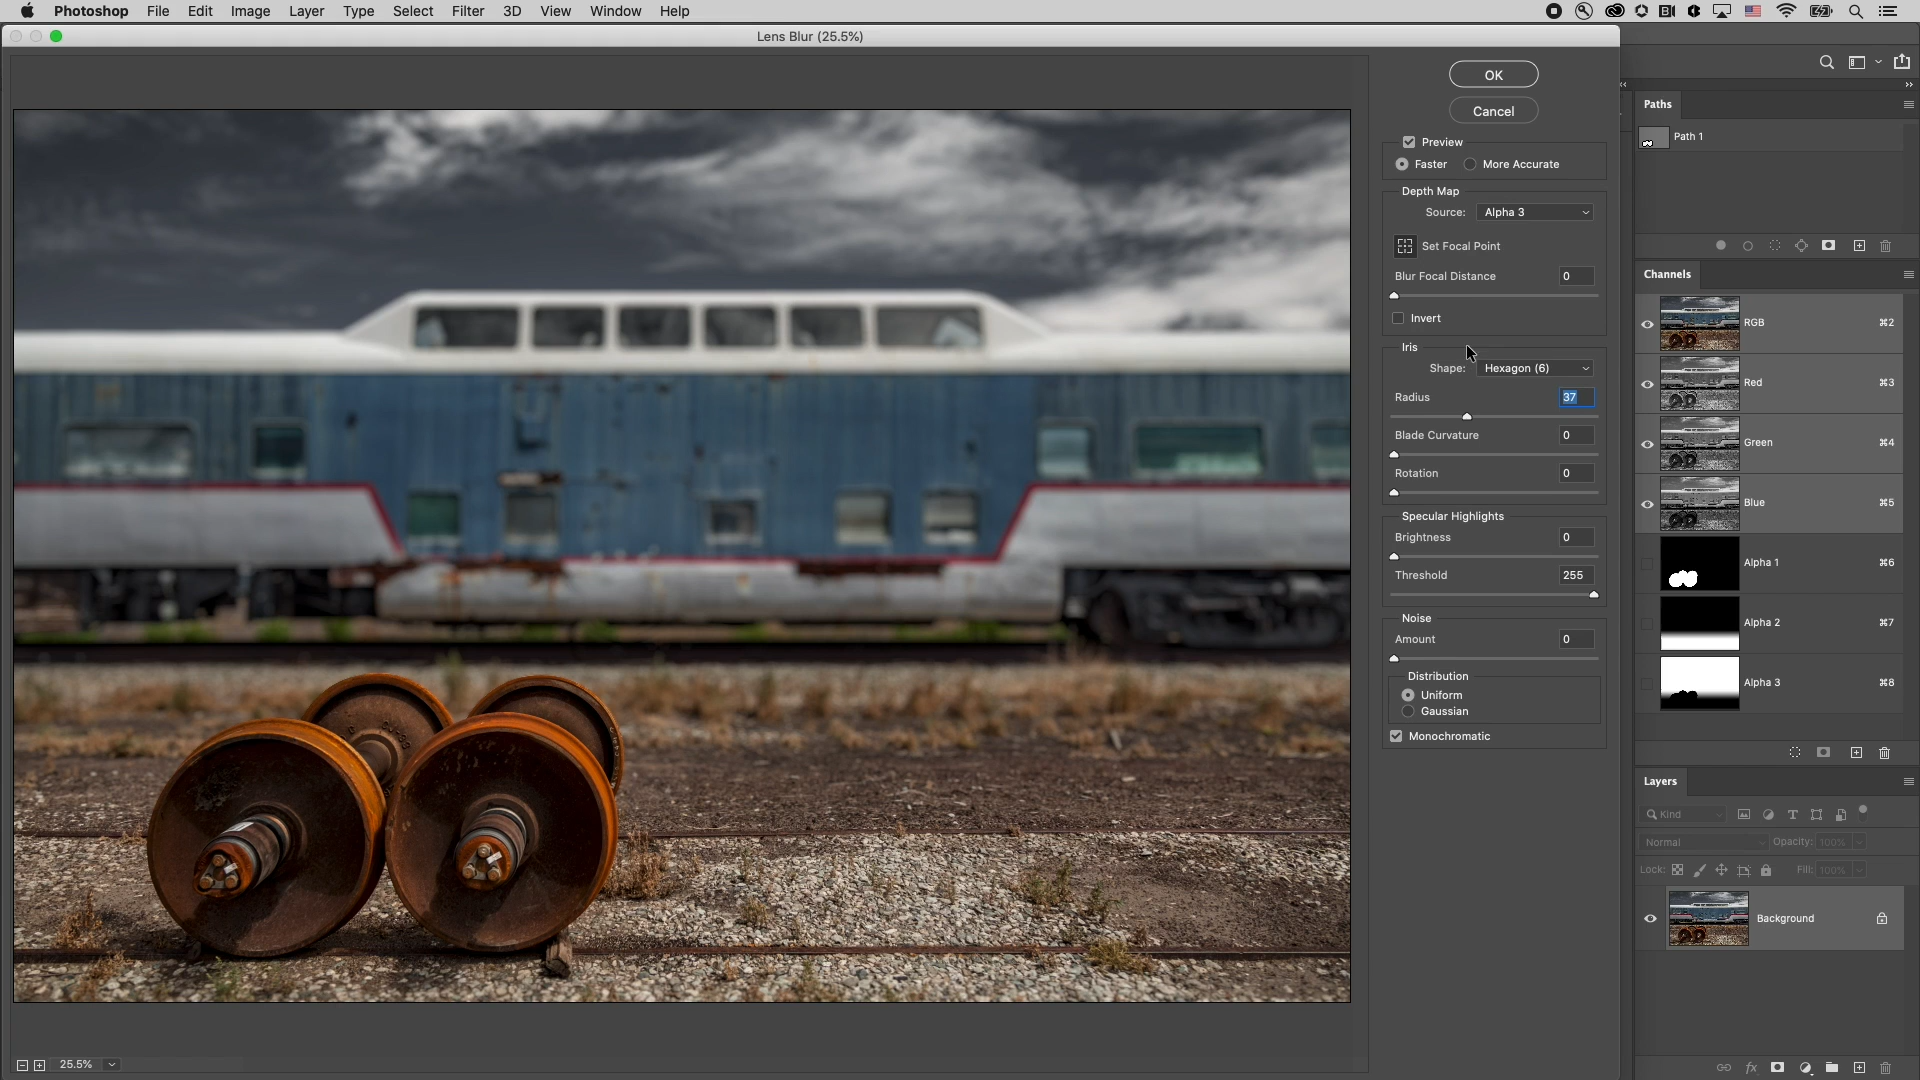 Photoshop File Edit Image Layer Type Select Filter 3D View Window Help
Lens Blur (25.5%)
OK
Cancel
Preview
Faster More Accurate
Depth Map
Source: Alpha 3
Set Focal Point
Blur Focal Distance 0
Invert
Iris
Shape: Hexagon (6)
Radius 37
Blade Curvature 0
Rotation 0
Specular Highlights
Brightness 0
Threshold 255
Noise
Amount 0
Distribution
Uniform
Gaussian
Monochromatic
25.5%
Paths
Path 1
Channels
RGB ⌘2
Red ⌘3
Green ⌘4
Blue ⌘5
Alpha 1 ⌘6
Alpha 2 ⌘7
Alpha 3 ⌘8
Layers
Kind
Normal Opacity: 100%
Lock: Fill: 100%
Background
fx